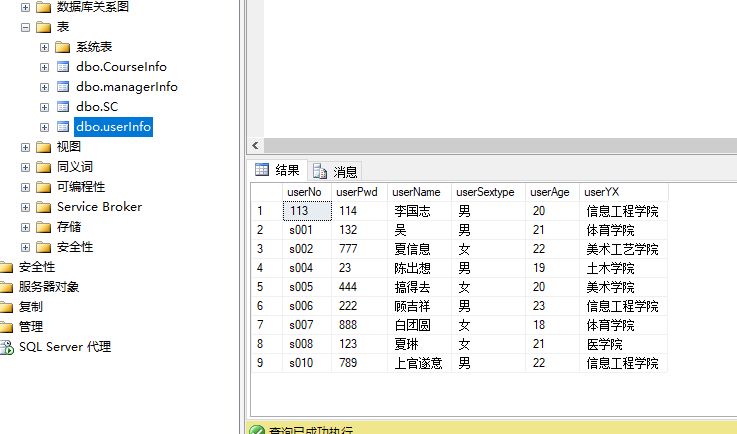 数据库关系图
表
系统表
dbo.CourseInfo
dbo.managerInfo
dbo.SC
dbo.userInfo
视图
同义词
可编程性
Service Broker
存储
安全性
安全性
服务器对象
复制
管理
SQL Server 代理
结果 消息
userNo userPwd userName userSextype userAge userYX
1 113 114 李国志 男 20 信息工程学院
2 s001 132 吴 男 21 体育学院
3 s002 777 夏信息 女 22 美术工艺学院
4 s004 23 陈出想 男 19 土木学院
5 s005 444 搞得去 女 20 美术学院
6 s006 222 顾吉祥 男 23 信息工程学院
7 s007 888 白团圆 女 18 体育学院
8 s008 123 夏琳 女 21 医学院
9 s010 789 上官遂意 男 22 信息工程学院
查询已成功执行